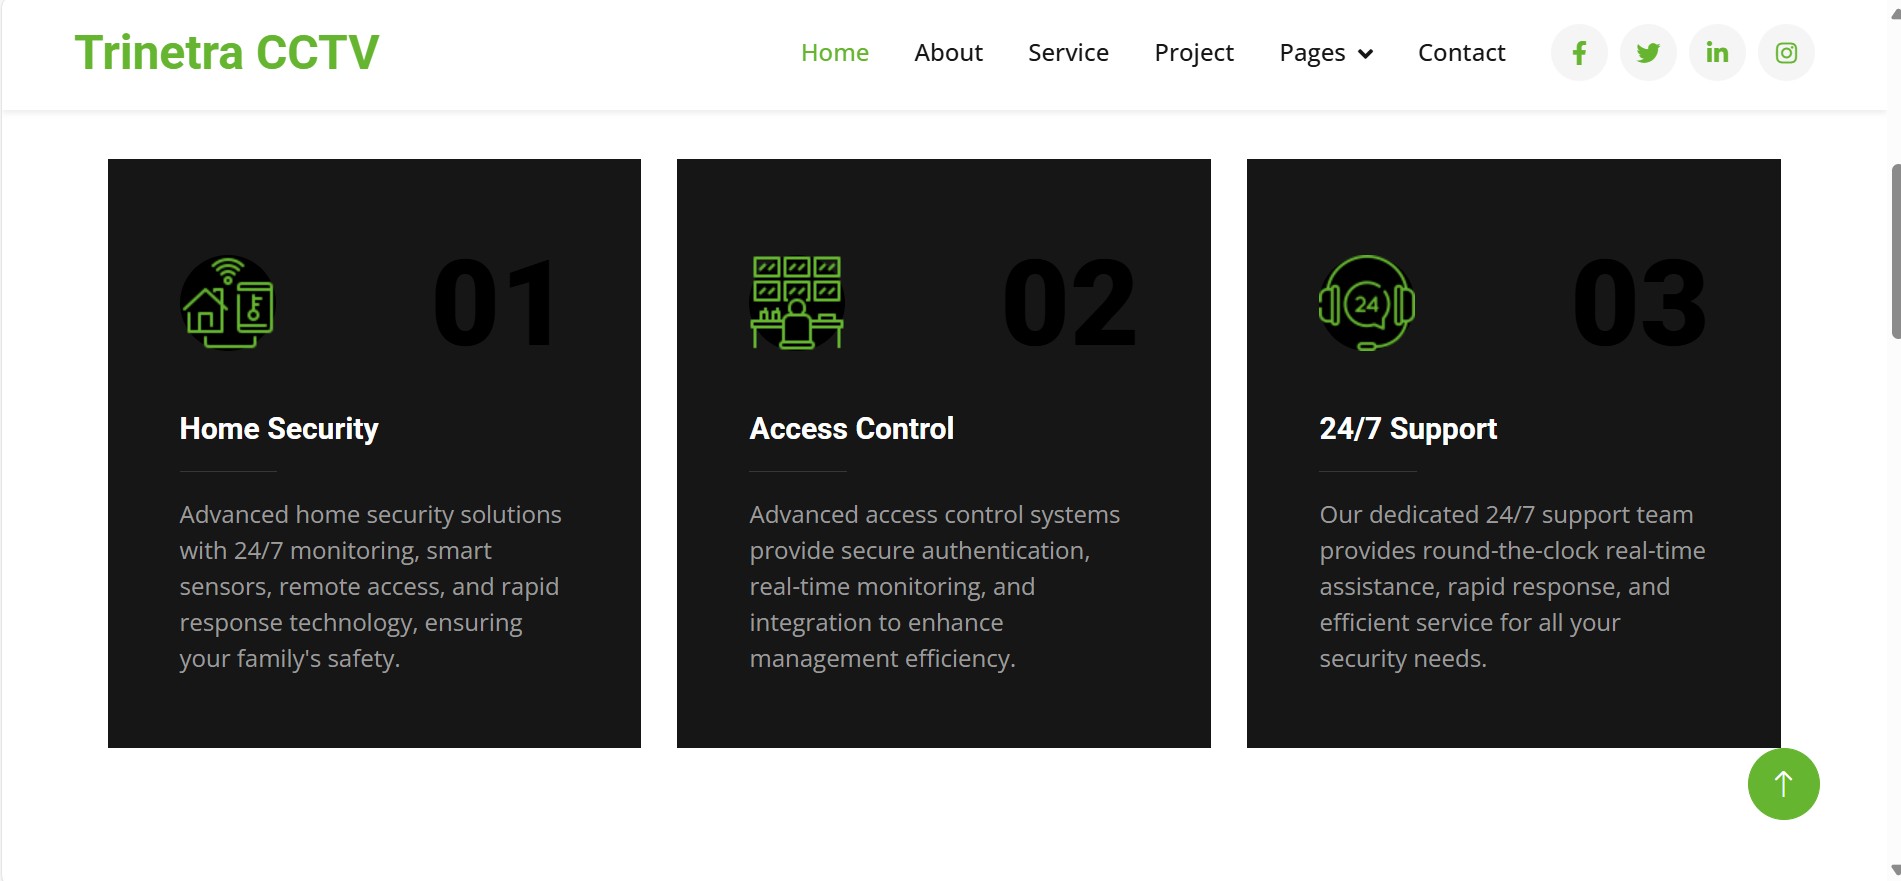 Trinetra CCTV
Home About Service Project Pages Contact
01
Home Security
Advanced home security solutions
with 24/7 monitoring, smart
sensors, remote access, and rapid
response technology, ensuring
your family's safety.
02
Access Control
Advanced access control systems
provide secure authentication,
real-time monitoring, and
integration to enhance
management efficiency.
24
03
24/7 Support
Our dedicated 24/7 support team
provides round-the-clock real-time
assistance, rapid response, and
efficient service for all your
security needs.